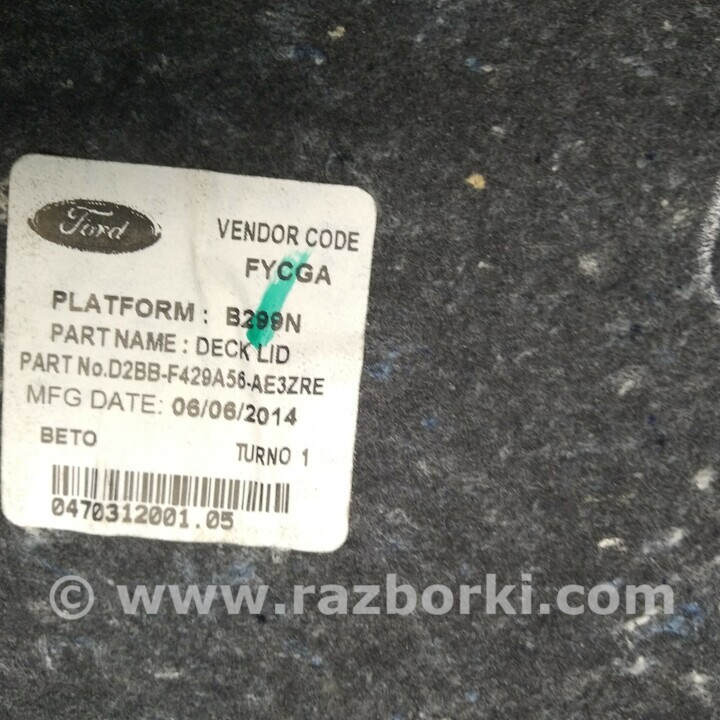 Ford
VENDOR CODE
FYCGA
PLATFORM : B299N
PART NAME : DECK LID
PART No.D2BB-F429A56-AE3ZRE
MFG DATE: 06/06/2014
BETO TURNO 1
0470312001.05
© www.razborki.com